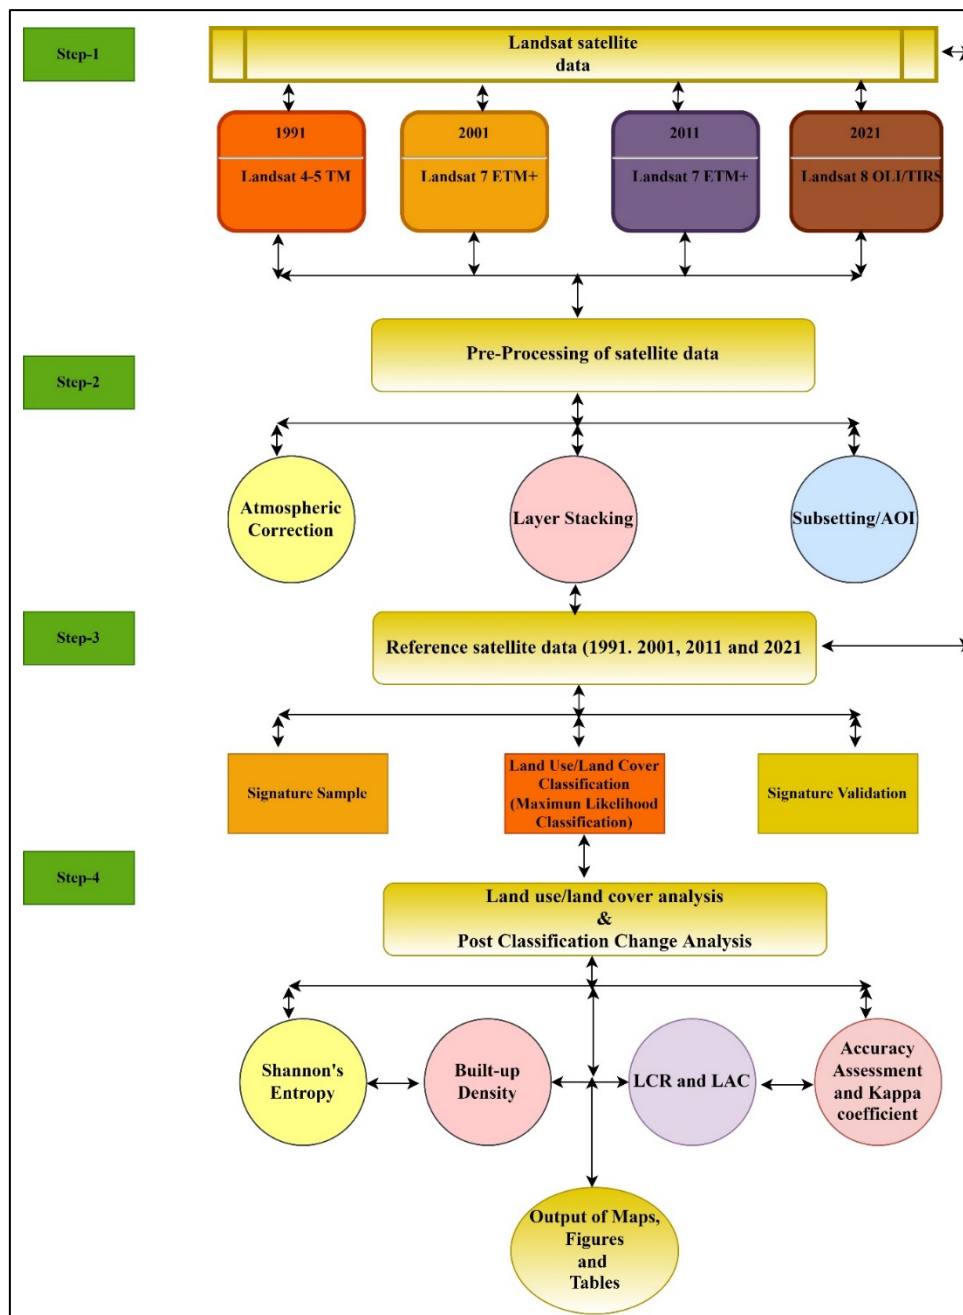 Step-1
Landsat satellite
data
1991
Landsat 4-5 TM
2001
Landsat 7 ETM+
2011
Landsat 7 ETM+
2021
Landsat 8 OLI/TIRS
Pre-Processing of satellite data
Step-2
Atmospheric
Correction
Layer Stacking
Subsetting/AOI
Step-3
Reference satellite data (1991. 2001, 2011 and 2021
Signature Sample
Land Use/Land Cover
Classification
(Maximun Likelihood
Classification)
Signature Validation
Step-4
Land use/land cover analysis
&
Post Classification Change Analysis
Shannon's
Entropy
Built-up
Density
LCR and LAC
Accuracy
Assessment
and Kappa
coefficient
Output of Maps,
Figures
and
Tables